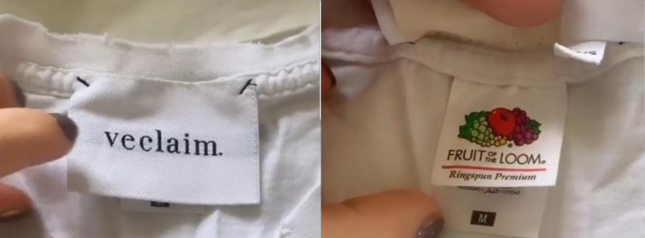 veclaim.
FRUIT OF THE LOOM®
Ringspun Premium
M